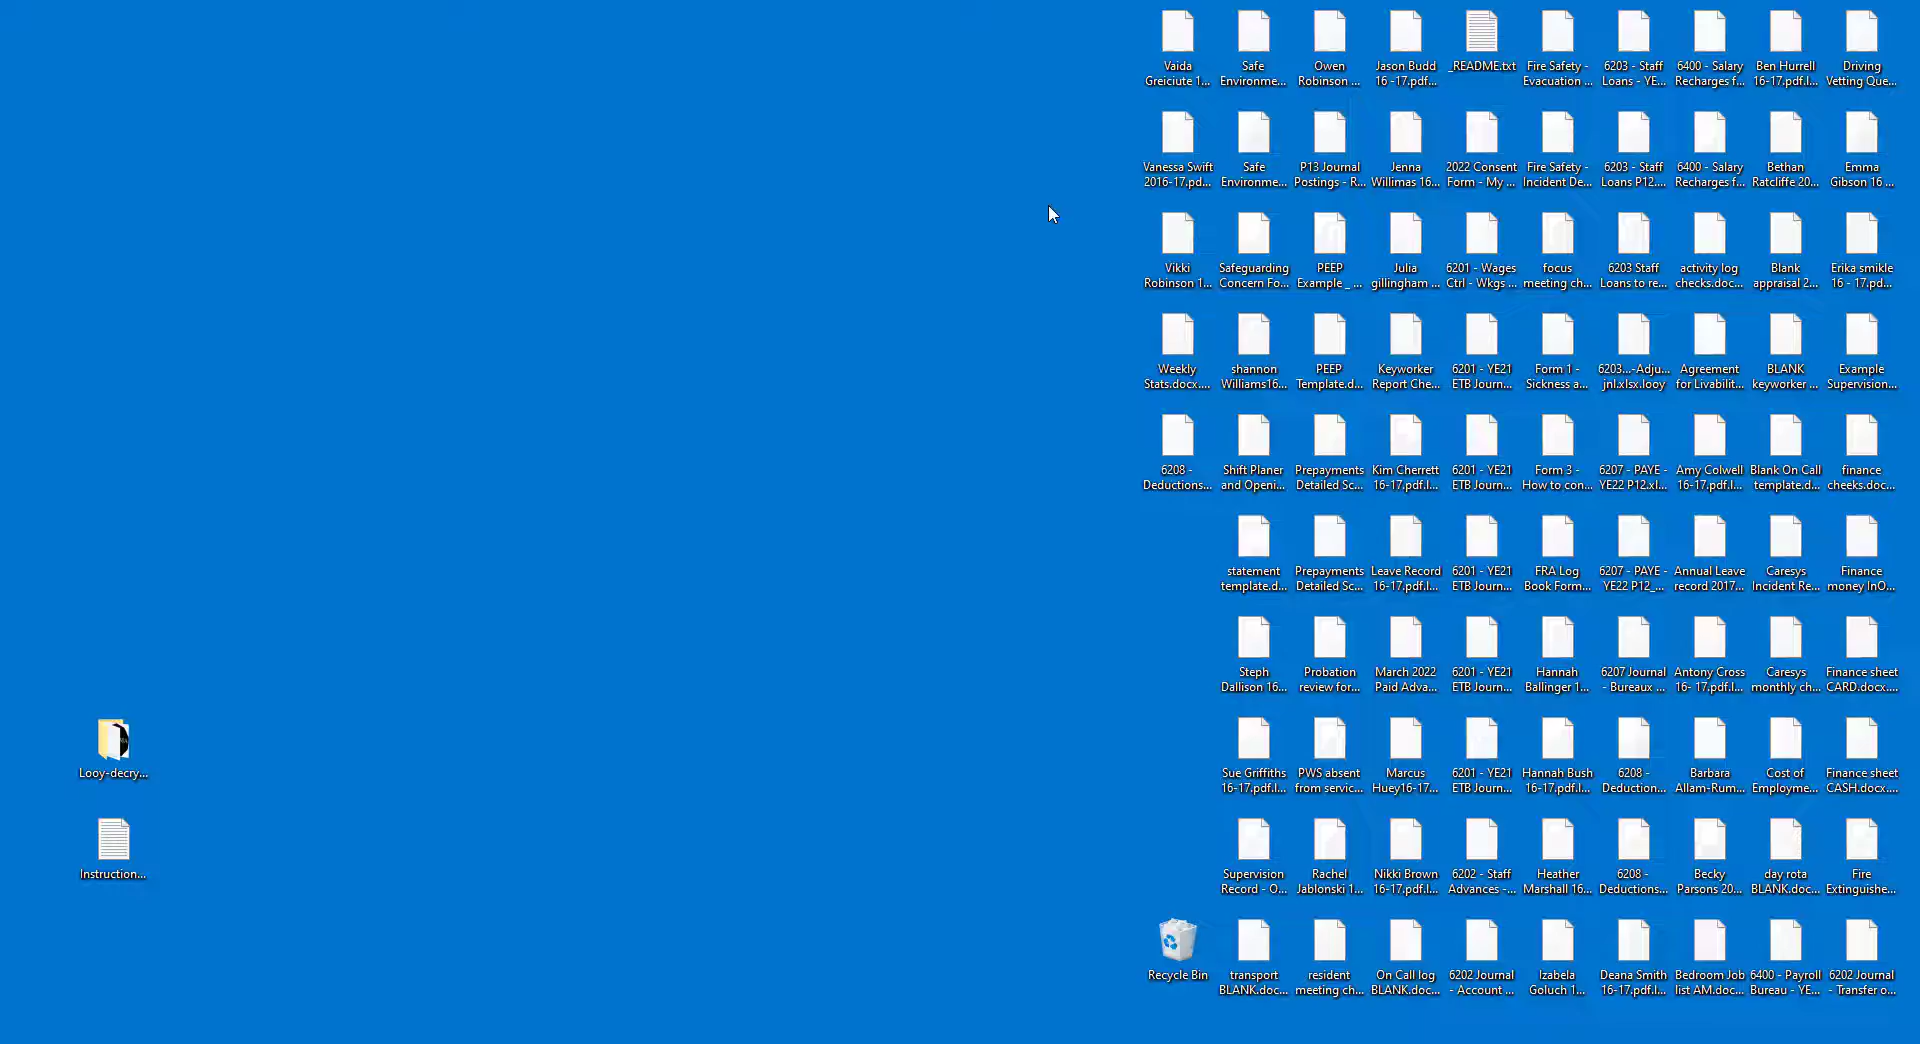 Vaida
Greiciute 1...
Safe
Environme...
Owen
Robinson ...
Jason Budd
16 -17.pdf...
_README.txt
Fire Safety -
Evacuation ...
6203 - Staff
Loans - YE...
6400 - Salary
Recharges f...
Ben Hurrell
16-17.pdf.l...
Driving
Vetting Que...
Vanessa Swift
2016-17.pd...
Safe
Environme...
P13 Journal
Postings - R...
Jenna
Willimas 16...
2022 Consent
Form - My ...
Fire Safety -
Incident De...
6203 - Staff
Loans P12....
6400 - Salary
Recharges f...
Bethan
Ratcliffe 20...
Emma
Gibson 16 ...
Vikki
Robinson 1...
Safeguarding
Concern Fo...
PEEP
Example _ ...
Julia
gillingham ...
6201 - Wages
Ctrl - Wkgs ...
focus
meeting ch...
6203 Staff
Loans to re...
activity log
checks.doc...
Blank
appraisal 2...
Erika smikle
16 - 17.pd...
Weekly
Stats.docx....
shannon
Williams16...
PEEP
Template.d...
Keyworker
Report Che...
6201 - YE21
ETB Journ...
Form 1 -
Sickness a...
6203...-Adju...
jnl.xlsx.looy
Agreement
for Livabilit...
BLANK
keyworker ...
Example
Supervision...
6208 -
Deductions...
Shift Planer
and Openi...
Prepayments
Detailed Sc...
Kim Cherrett
16-17.pdf.l...
6201 - YE21
ETB Journ...
Form 3 -
How to con...
6207 - PAYE -
YE22 P12.xl...
Amy Colwell
16-17.pdf.l...
Blank On Call
template.d...
finance
cheeks.doc...
statement
template.d...
Prepayments
Detailed Sc...
Leave Record
16-17.pdf.l...
6201 - YE21
ETB Journ...
FRA Log
Book Form...
6207 - PAYE -
YE22 P12_...
Annual Leave
record 2017...
Caresys
Incident Re...
Finance
money InO...
Steph
Dallison 16...
Probation
review for...
March 2022
Paid Adva...
6201 - YE21
ETB Journ...
Hannah
Ballinger 1...
6207 Journal
- Bureaux ...
Antony Cross
16- 17.pdf.l...
Caresys
monthly ch...
Finance sheet
CARD.docx....
Looy-decry...
Sue Griffiths
16-17.pdf.l...
PWS absent
from servic...
Marcus
Huey16-17...
6201 - YE21
ETB Journ...
Hannah Bush
16-17.pdf.l...
6208 -
Deduction...
Barbara
Allam-Rum...
Cost of
Employme...
Finance sheet
CASH.docx....
Instruction...
Supervision
Record - O...
Rachel
Jablonski 1...
Nikki Brown
16-17.pdf.l...
6202 - Staff
Advances -...
Heather
Marshall 16...
6208 -
Deductions...
Becky
Parsons 20...
day rota
BLANK.doc...
Fire
Extinguishe...
Recycle Bin
transport
BLANK.doc...
resident
meeting ch...
On Call log
BLANK.doc...
6202 Journal
- Account ...
Izabela
Goluch 1...
Deana Smith
16-17.pdf.l...
Bedroom Job
list AM.doc...
6400 - Payroll
Bureau - YE...
6202 Journal
- Transfer o...